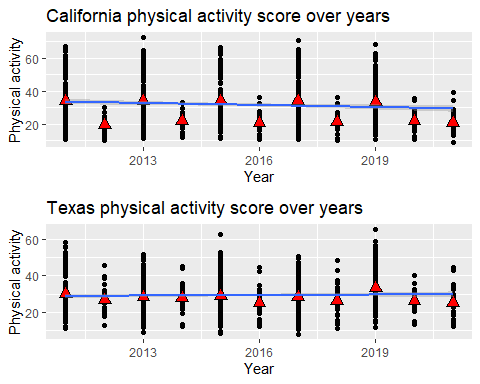 California physical activity score over years
Physical activity
60
40
20
2013
2016
2019
Year
Texas physical activity score over years
Physical activity
60
40
20
2013
2016
2019
Year